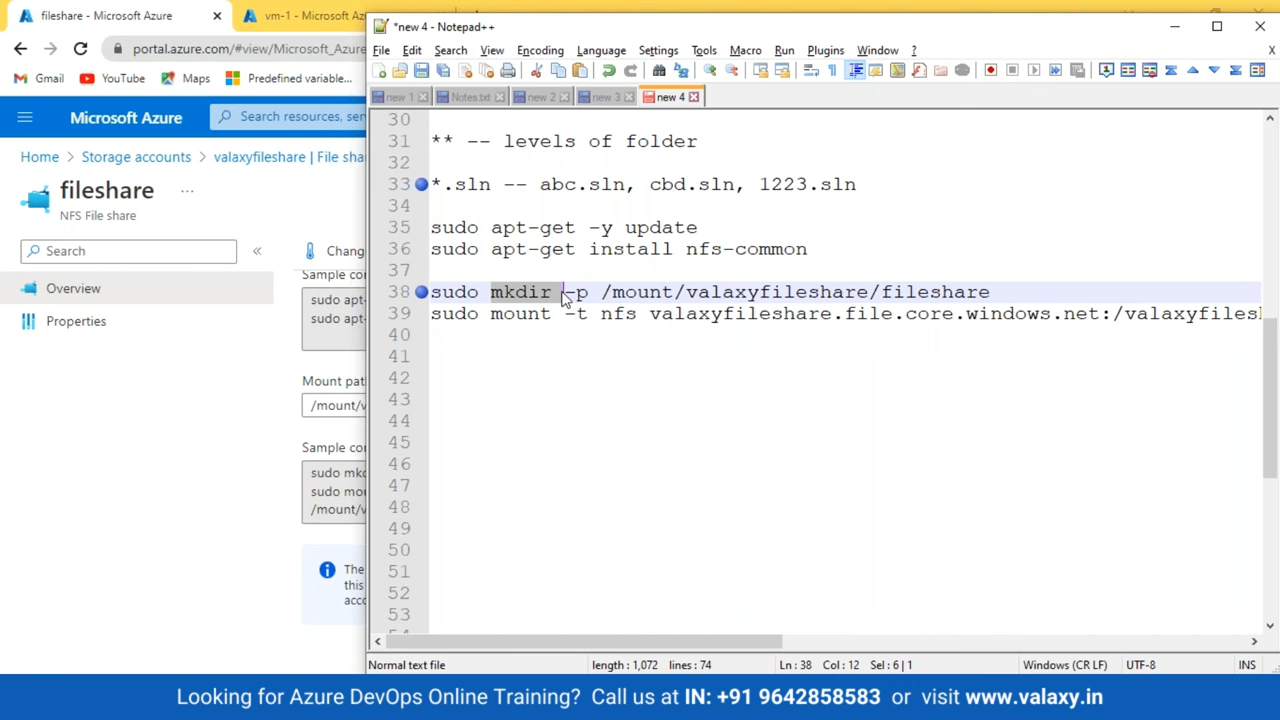 fileshare - Microsoft Azure
vm-1 - Microsoft Az
portal.azure.com/#view/Microsoft_Azure
Gmail
YouTube
Maps
Predefined variable...
Microsoft Azure
Search resources, serv
Home > Storage accounts > valaxyfileshare | File sha
fileshare
...
NFS File share
Search
«
Chang
Overview
Properties
Sample co
sudo apt-
sudo apt-
Mount path
/mount/v
Sample co
sudo mk
sudo mou
/mount/v
The
this
acco
*new 4 - Notepad++
File Edit Search View Encoding Language Settings Tools Macro Run Plugins Window ?
X
new 1 Notes.txt new 2 new 3 new 4
30
31 ** -- levels of folder
32
33 *.sln -- abc.sln, cbd.sln, 1223.sln
34
35 sudo apt-get -y update
36 sudo apt-get install nfs-common
37
38 sudo mkdir -p /mount/valaxyfileshare/fileshare
39 sudo mount -t nfs valaxyfileshare.file.core.windows.net:/valaxyfilesl
40
41
42
43
44
45
46
47
48
49
50
51
52
53
Normal text file length : 1,072 lines : 74 Ln : 38 Col : 12 Sel : 6 | 1 Windows (CR LF) UTF-8 INS
Looking for Azure DevOps Online Training? Call us at IN: +91 9642858583 or visit www.valaxy.in